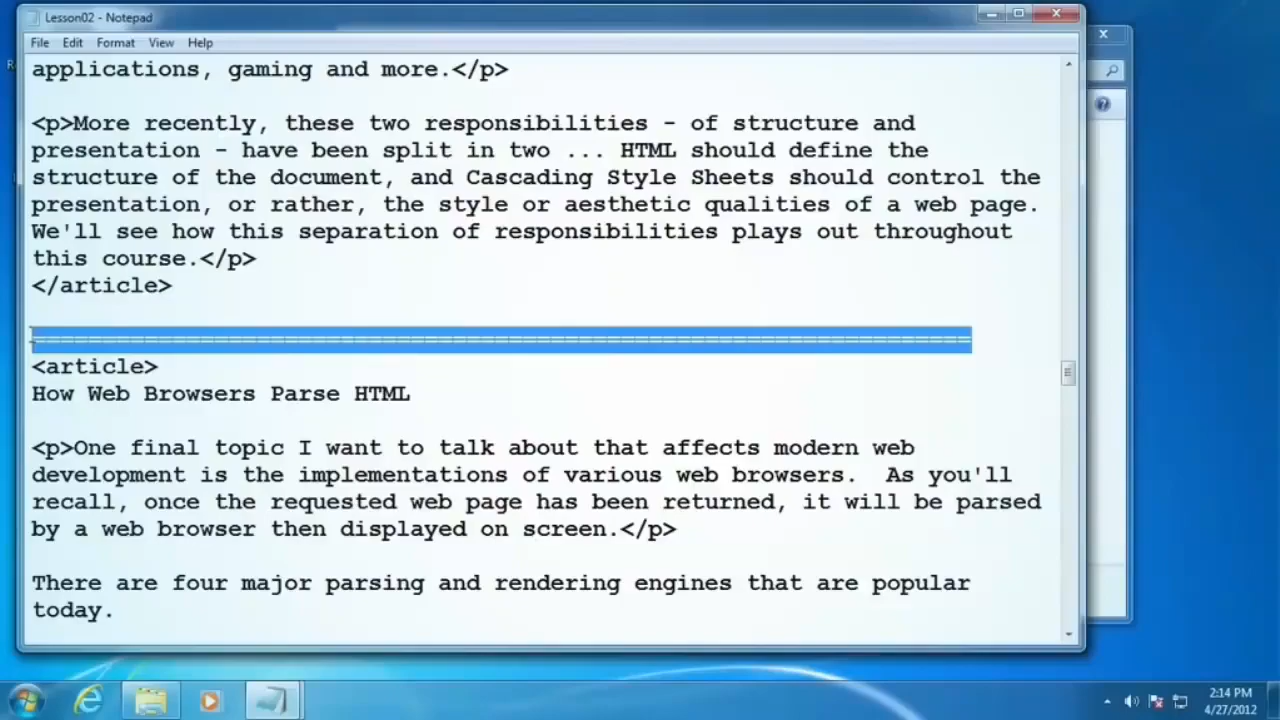 Lesson02 - Notepad
File Edit Format View Help
applications, gaming and more.</p>
<p>More recently, these two responsibilities - of structure and
presentation - have been split in two ... HTML should define the
structure of the document, and Cascading Style Sheets should control the
presentation, or rather, the style or aesthetic qualities of a web page.
We'll see how this separation of responsibilities plays out throughout
this course.</p>
</article>
===================================================================
<article>
How Web Browsers Parse HTML
<p>One final topic I want to talk about that affects modern web
development is the implementations of various web browsers.  As you'll
recall, once the requested web page has been returned, it will be parsed
by a web browser then displayed on screen.</p>
There are four major parsing and rendering engines that are popular
today.
2:14 PM
4/27/2012